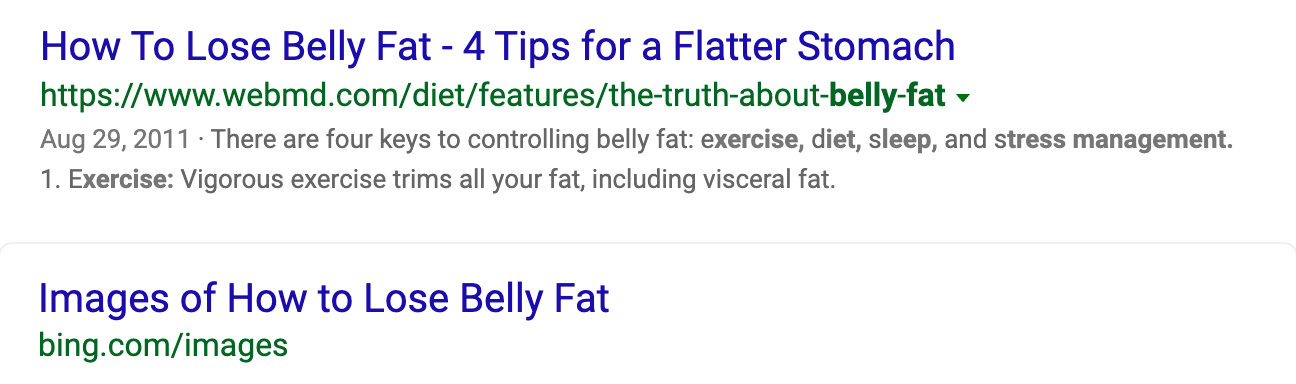 How To Lose Belly Fat - 4 Tips for a Flatter Stomach
https://www.webmd.com/diet/features/the-truth-about-belly-fat
Aug 29, 2011 · There are four keys to controlling belly fat: exercise, diet, sleep, and stress management.
1. Exercise: Vigorous exercise trims all your fat, including visceral fat.
Images of How to Lose Belly Fat
bing.com/images